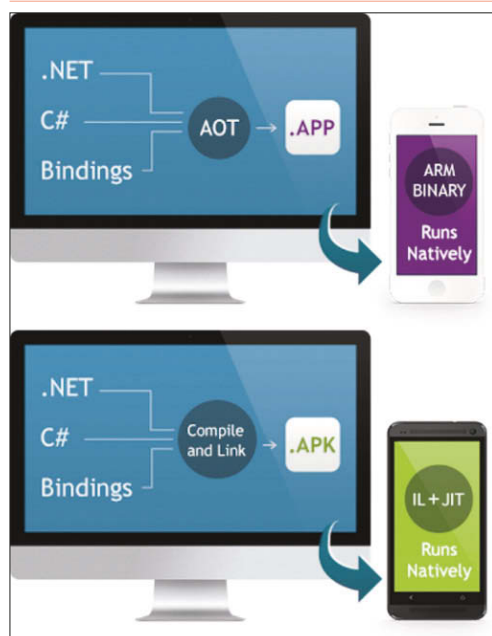 .NET
C#
Bindings
AOT
.APP
ARM
BINARY
Runs
Natively
.NET
C#
Bindings
Compile
and Link
.APK
IL + JIT
Runs
Natively